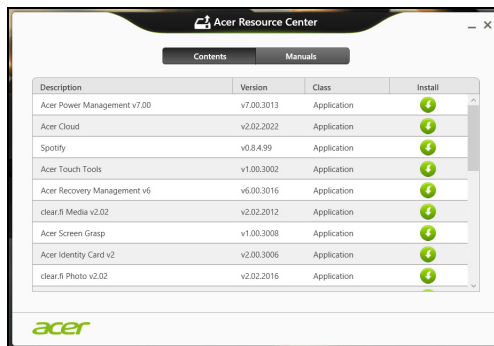 Acer Resource Center
Contents Manuals
Description Version Class Install
Acer Power Management v7.00 v7.00.3013 Application
Acer Cloud v2.02.2022 Application
Spotify v0.8.4.99 Application
Acer Touch Tools v1.00.3002 Application
Acer Recovery Management v6 v6.00.3016 Application
clear.fi Media v2.02 v2.02.2012 Application
Acer Screen Grasp v1.00.3008 Application
Acer Identity Card v2 v2.00.3006 Application
clear.fi Photo v2.02 v2.02.2016 Application
acer